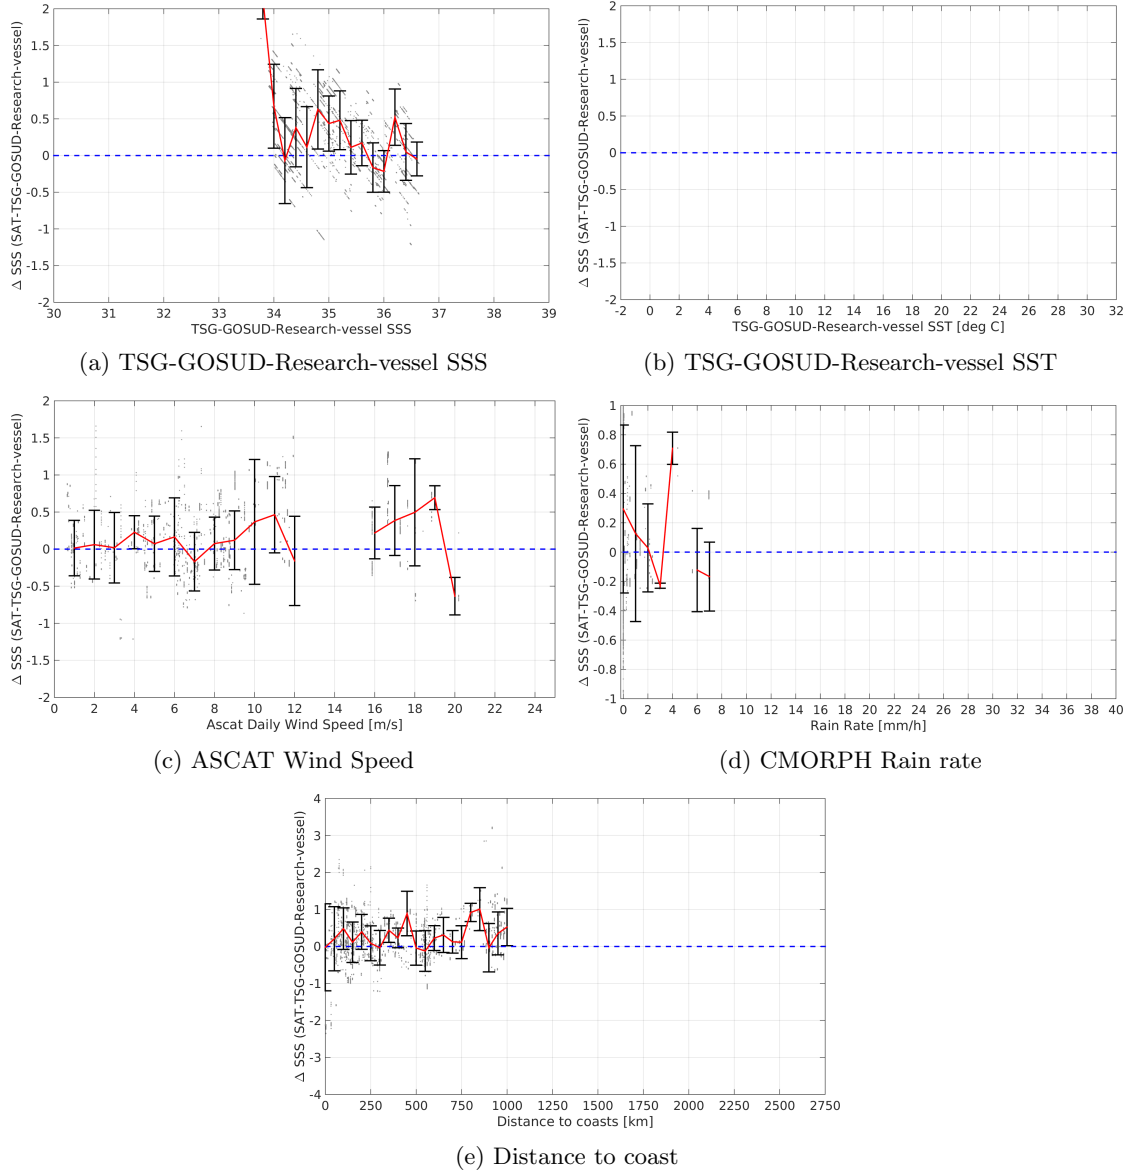 Δ SSS (SAT-TSG-GOSUD-Research-vessel)
2
1.5
1
0.5
0
-0.5
-1
-1.5
-2
30 31 32 33 34 35 36 37 38 39
TSG-GOSUD-Research-vessel SSS
(a) TSG-GOSUD-Research-vessel SSS
Δ SSS (SAT-TSG-GOSUD-Research-vessel)
2
1.5
1
0.5
0
-0.5
-1
-1.5
-2
-2 0 2 4 6 8 10 12 14 16 18 20 22 24 26 28 30 32
TSG-GOSUD-Research-vessel SST [deg C]
(b) TSG-GOSUD-Research-vessel SST
Δ SSS (SAT-TSG-GOSUD-Research-vessel)
2
1.5
1
0.5
0
-0.5
-1
-1.5
-2
0 2 4 6 8 10 12 14 16 18 20 22 24
Ascat Daily Wind Speed [m/s]
(c) ASCAT Wind Speed
Δ SSS (SAT-TSG-GOSUD-Research-vessel)
1
0.8
0.6
0.4
0.2
0
-0.2
-0.4
-0.6
-0.8
-1
0 2 4 6 8 10 12 14 16 18 20 22 24 26 28 30 32 34 36 38 40
Rain Rate [mm/h]
(d) CMORPH Rain rate
Δ SSS (SAT-TSG-GOSUD-Research-vessel)
4
3
2
1
0
-1
-2
-3
-4
0 250 500 750 1000 1250 1500 1750 2000 2250 2500 2750
Distance to coasts [km]
(e) Distance to coast